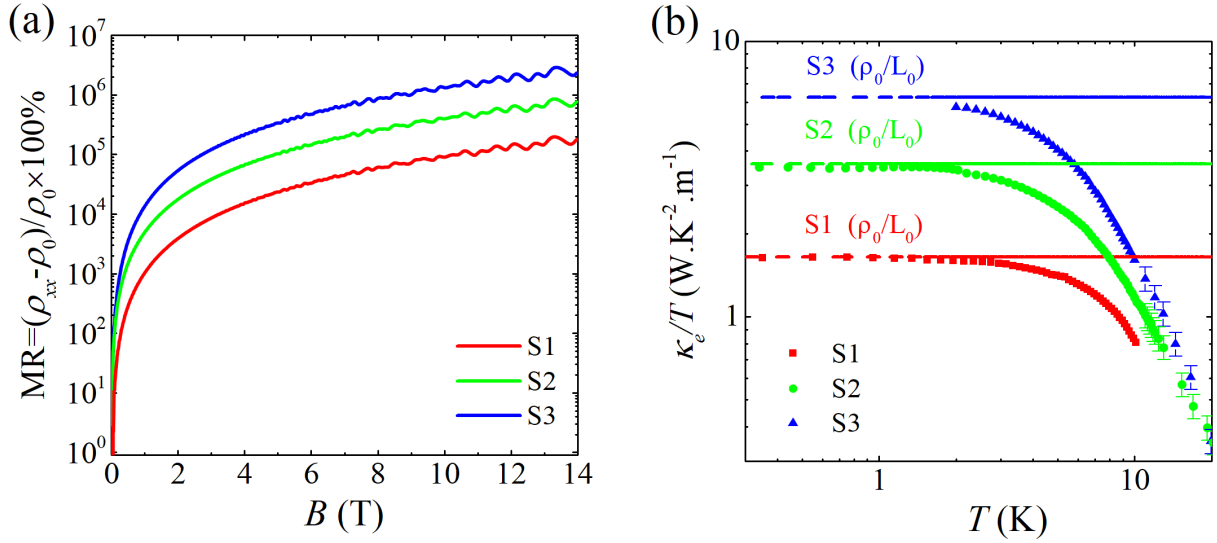 (a)
MR=(ρxx -ρ0)/ρ0×100%
10^7
10^6
10^5
10^4
10^3
10^2
10^1
10^0
0 2 4 6 8 10 12 14
B (T)
S1
S2
S3
(b)
κe/T (W.K^-2.m^-1)
10
1
S3 (ρ0/L0)
S2 (ρ0/L0)
S1 (ρ0/L0)
S1
S2
S3
1 10
T (K)